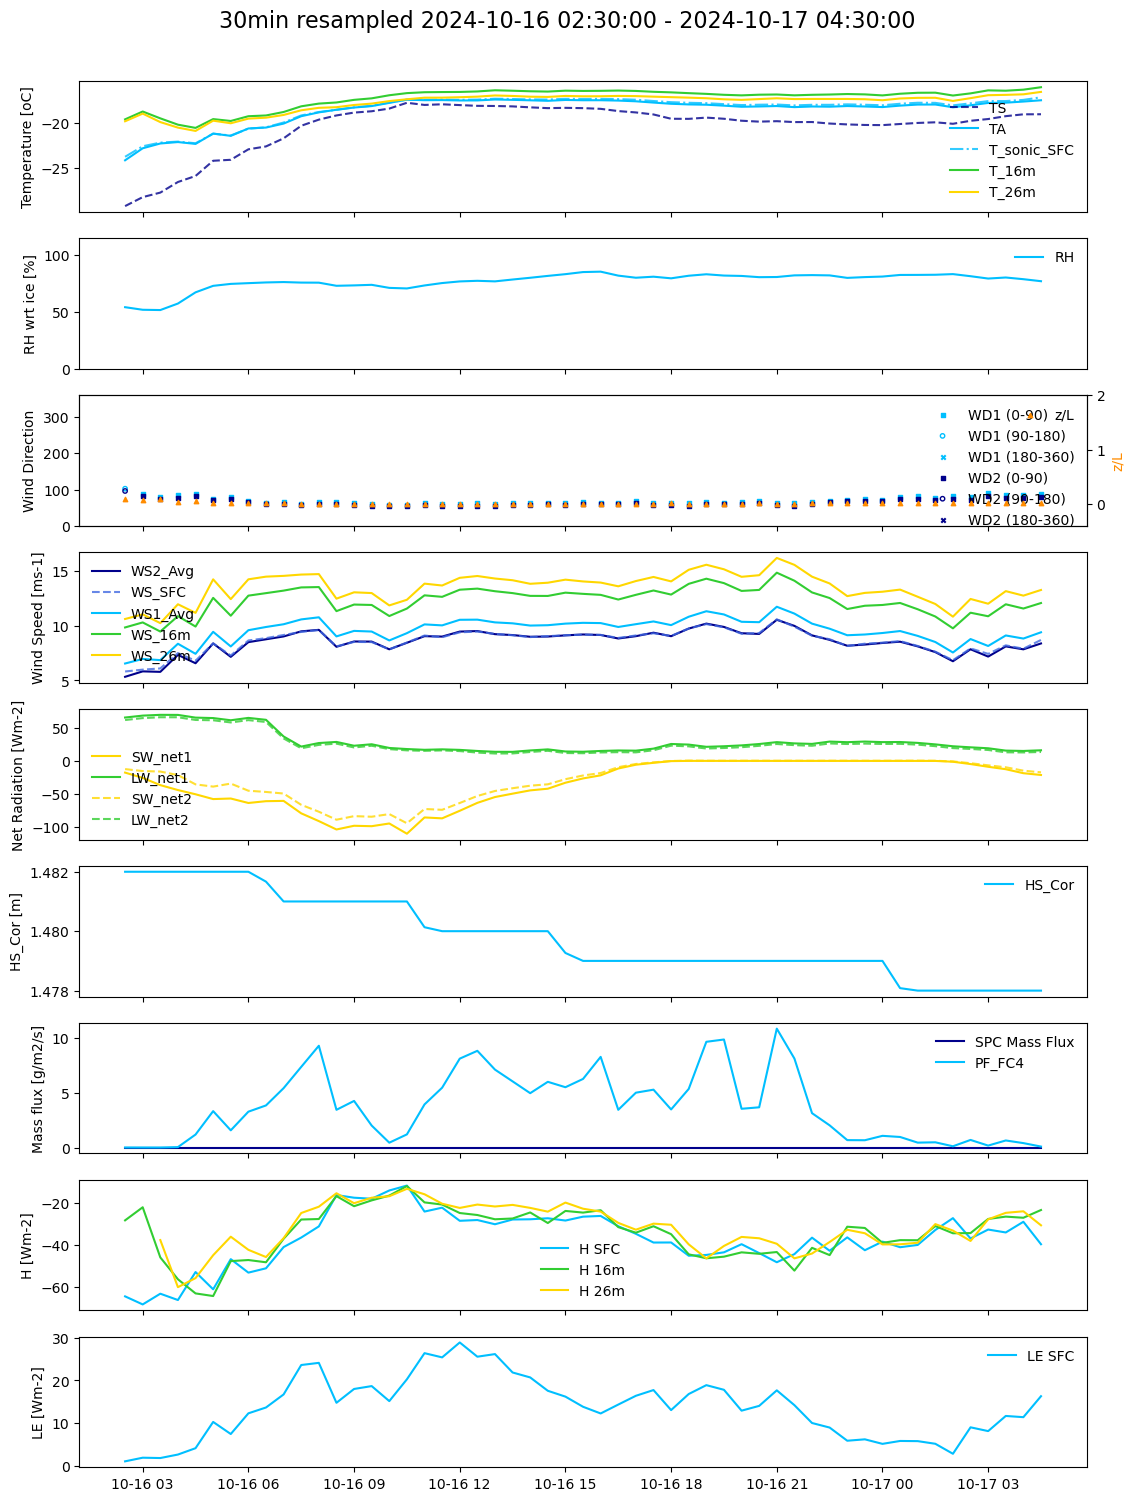 30min resampled 2024-10-16 02:30:00 - 2024-10-17 04:30:00
Temperature [oC]
−20
−25
TS
TA
T_sonic_SFC
T_16m
T_26m
RH wrt ice [%]
100
50
0
RH
Wind Direction
300
200
100
0
WD1 (0-90)
WD1 (90-180)
WD1 (180-360)
WD2 (0-90)
WD2 (90-180)
WD2 (180-360)
z/L
2
1
0
z/L
Wind Speed [ms-1]
15
10
5
WS2_Avg
WS_SFC
WS1_Avg
WS_16m
WS_26m
Net Radiation [Wm-2]
50
0
−50
−100
SW_net1
LW_net1
SW_net2
LW_net2
HS_Cor [m]
1.482
1.480
1.478
HS_Cor
Mass flux [g/m2/s]
10
5
0
SPC Mass Flux
PF_FC4
H [Wm-2]
−20
−40
−60
H SFC
H 16m
H 26m
LE [Wm-2]
30
20
10
0
LE SFC
10-16 03
10-16 06
10-16 09
10-16 12
10-16 15
10-16 18
10-16 21
10-17 00
10-17 03